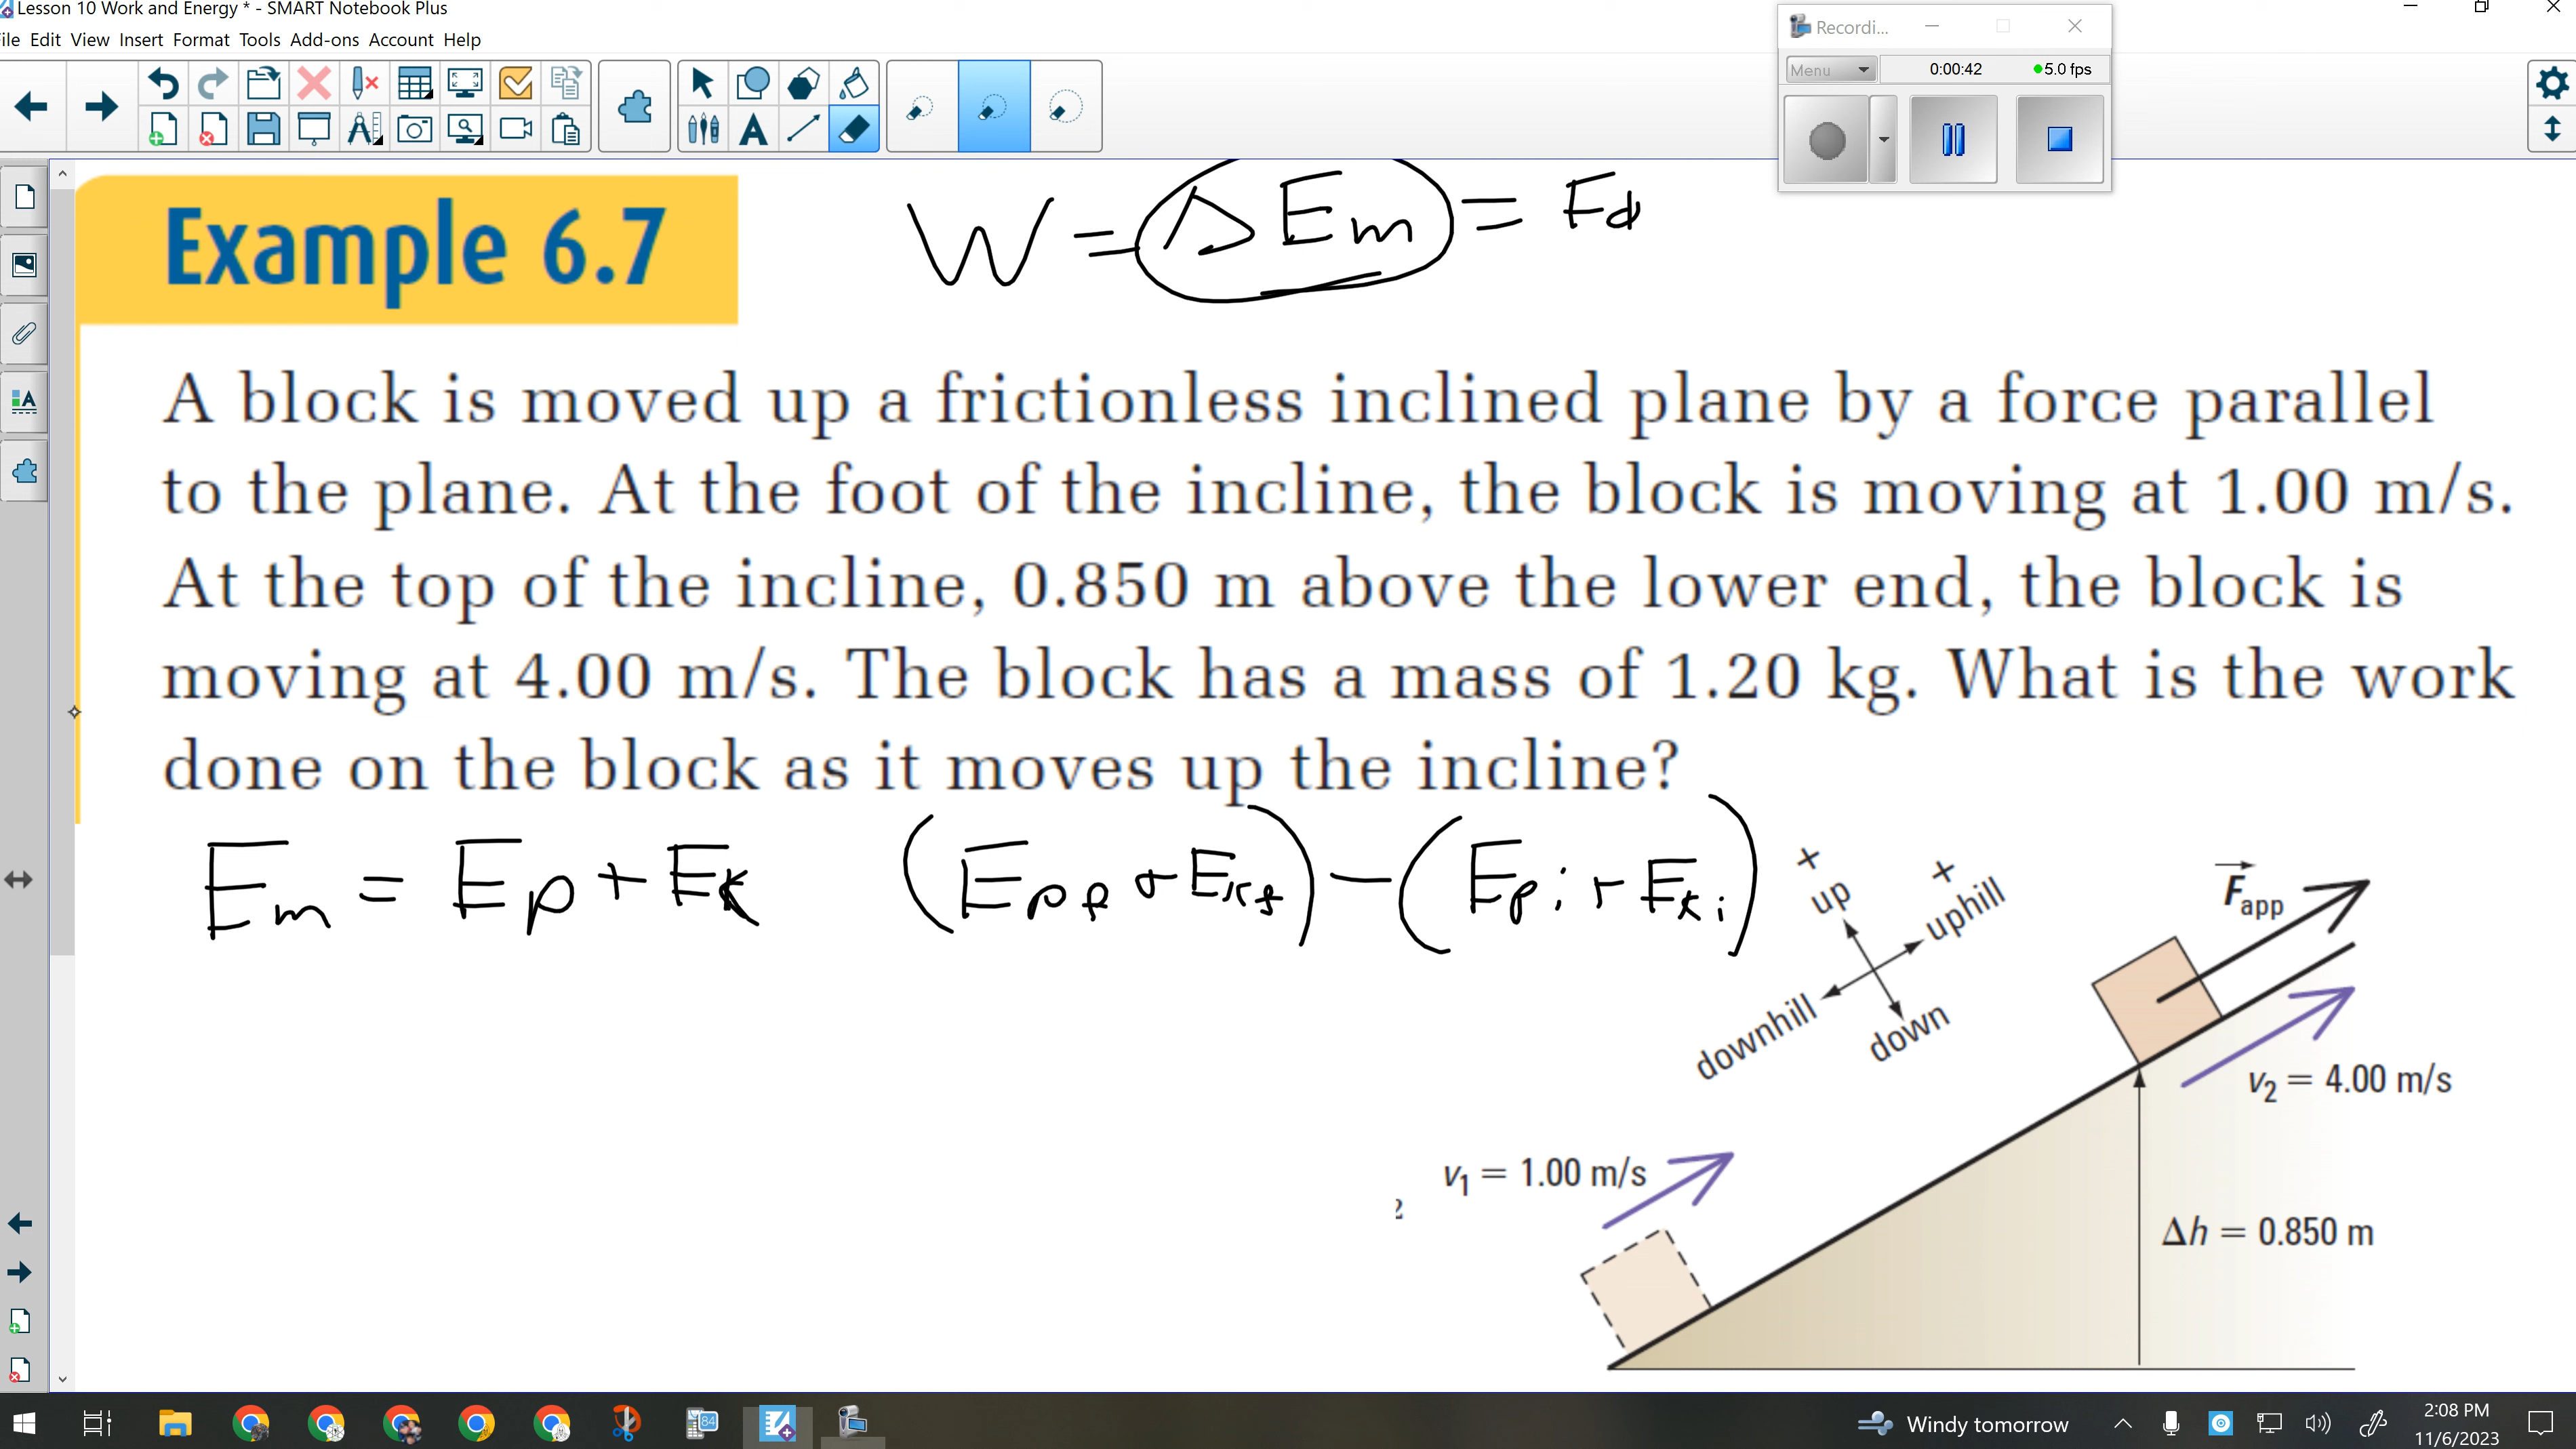 Lesson 10 Work and Energy * - SMART Notebook Plus
File Edit View Insert Format Tools Add-ons Account Help
Recordi...
Menu 0:00:42 5.0 fps
Example 6.7
W = ΔEm = Fd
A block is moved up a frictionless inclined plane by a force parallel
to the plane. At the foot of the incline, the block is moving at 1.00 m/s.
At the top of the incline, 0.850 m above the lower end, the block is
moving at 4.00 m/s. The block has a mass of 1.20 kg. What is the work
done on the block as it moves up the incline?
Em = Ep + Ek (Epf + Ekf) - (Epi + Eki)
+ up
+ uphill
downhill
down
F app
v2 = 4.00 m/s
v1 = 1.00 m/s
2
Δh = 0.850 m
84
Windy tomorrow
2:08 PM
11/6/2023